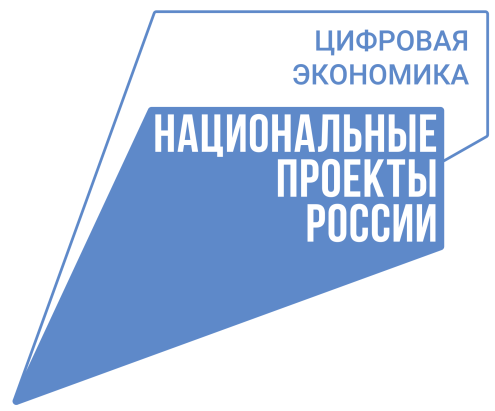 ЦИФРОВАЯ
ЭКОНОМИКА
НАЦИОНАЛЬНЫЕ
ПРОЕКТЫ
РОССИИ